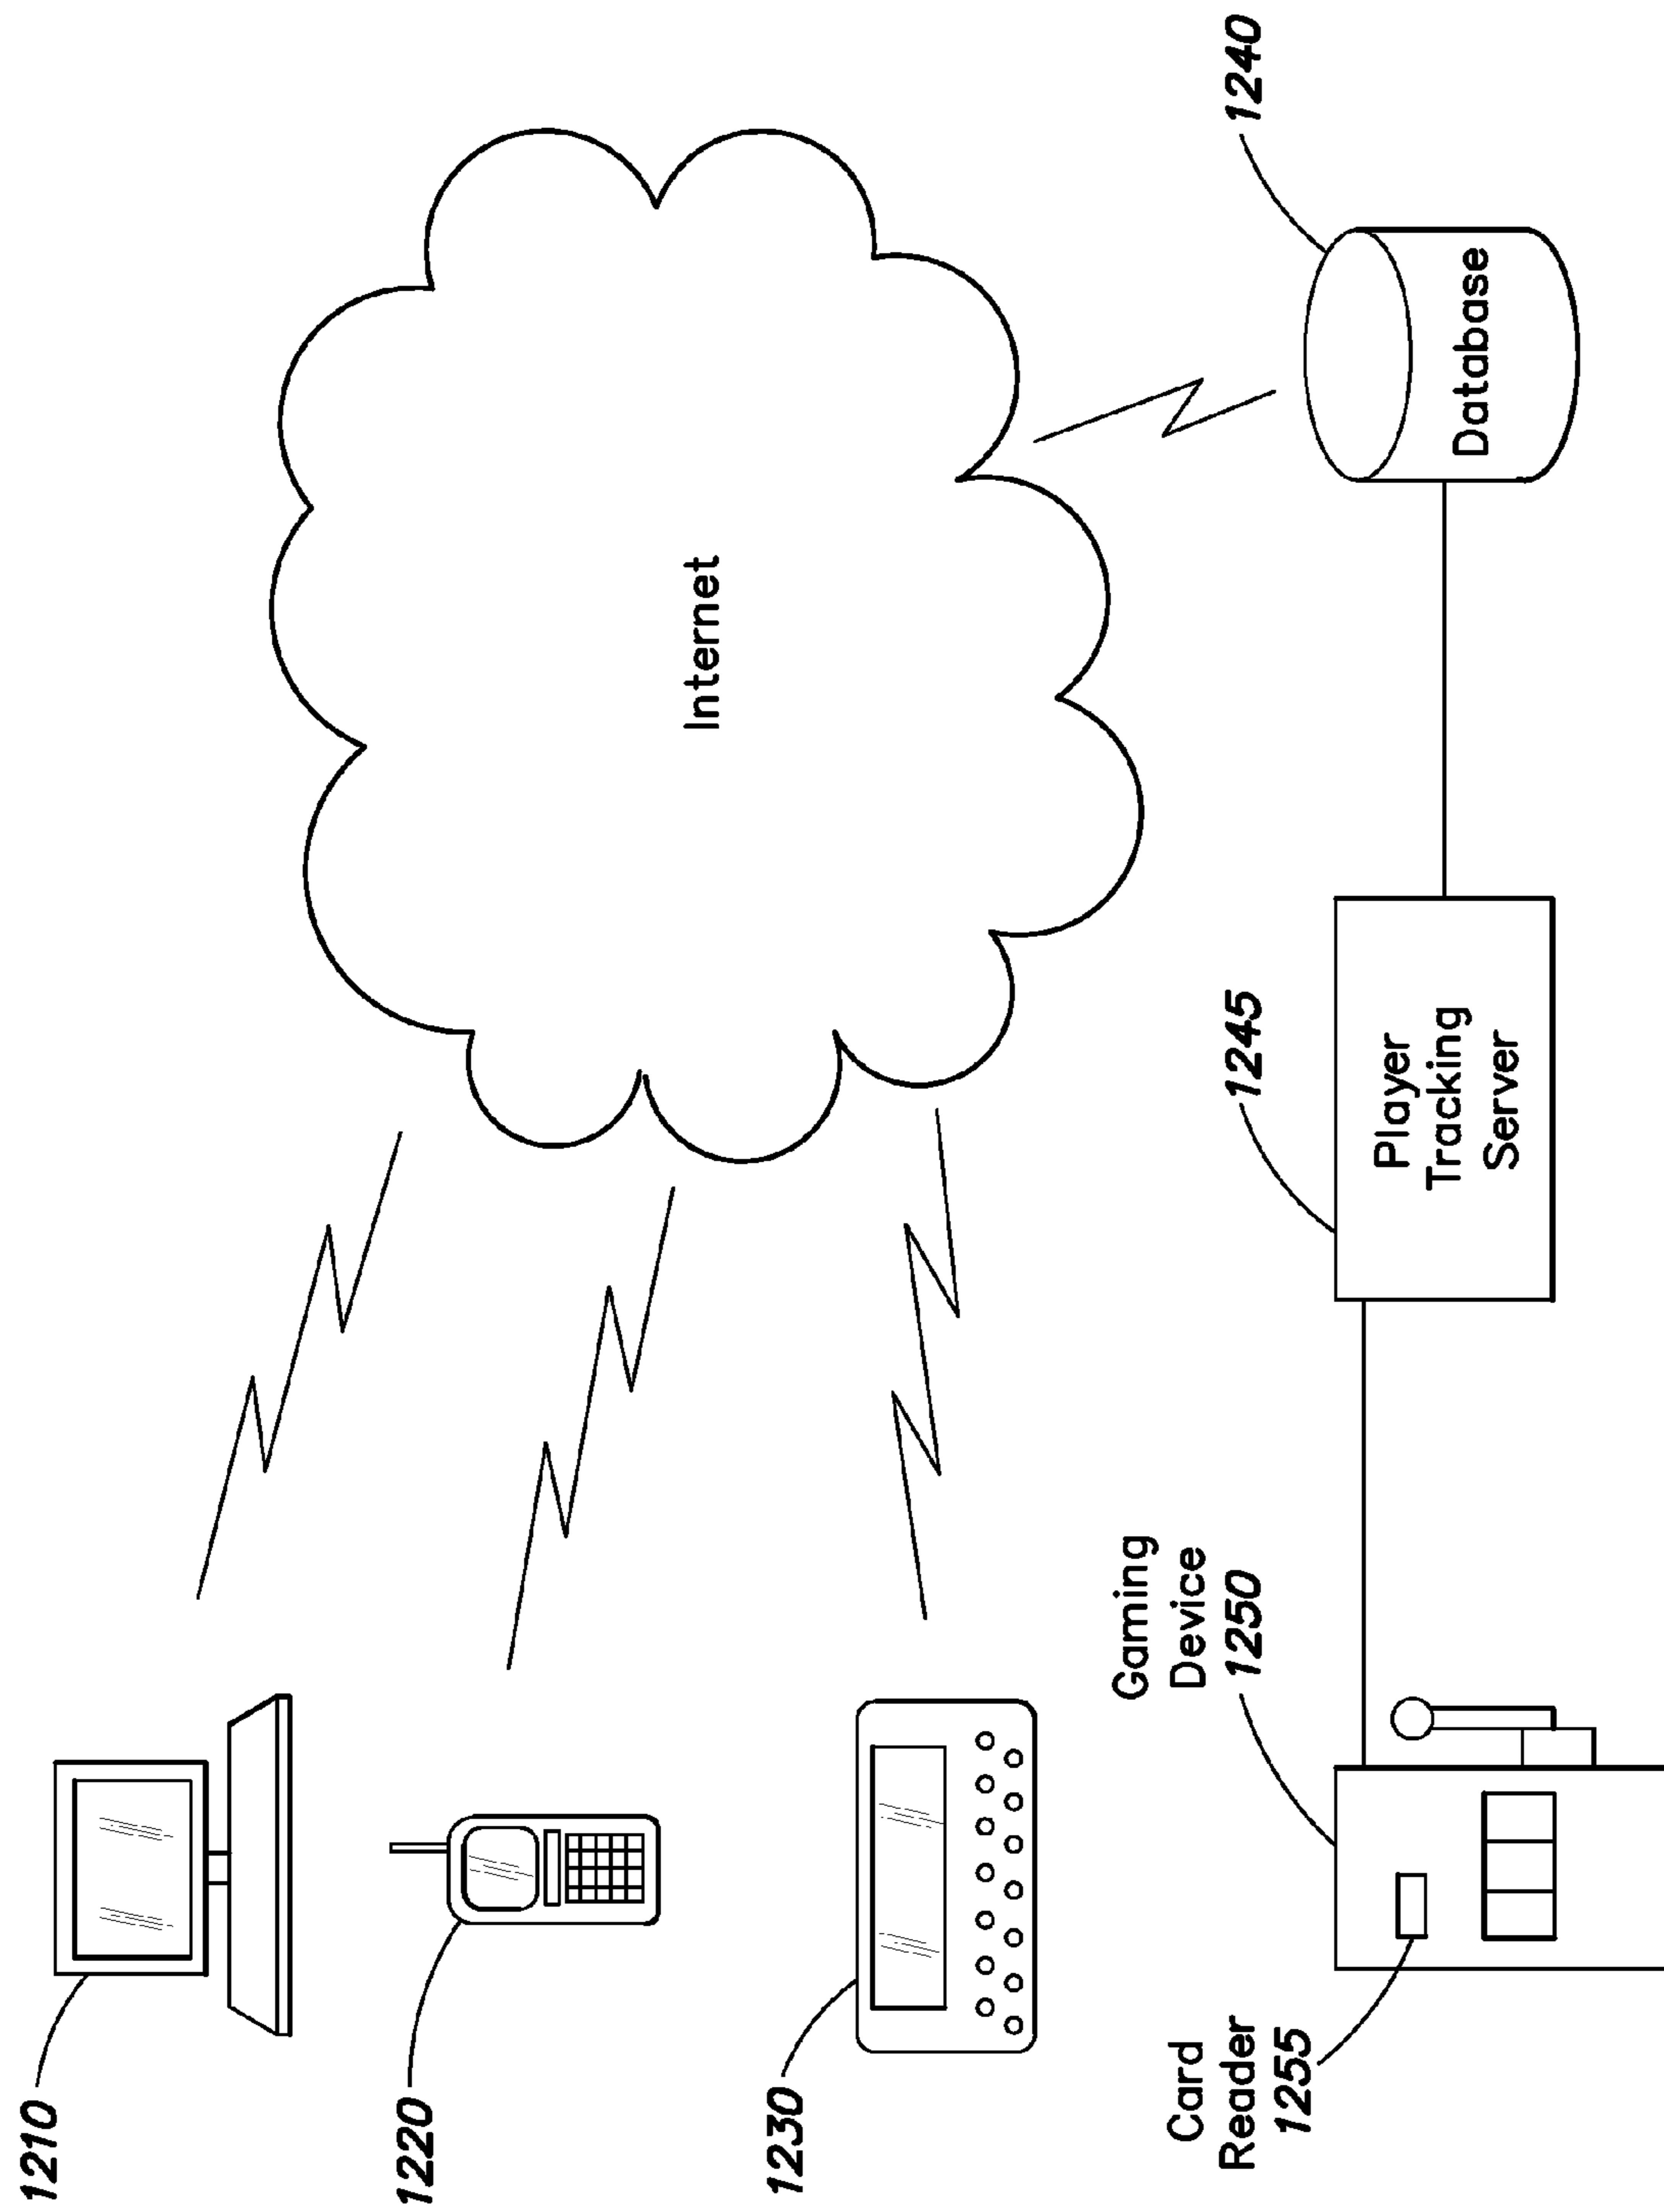 1210
1220
1230
Internet
Card
Reader
1255
Gaming
Device
1250
1245
Player
Tracking
Server
1240
Database